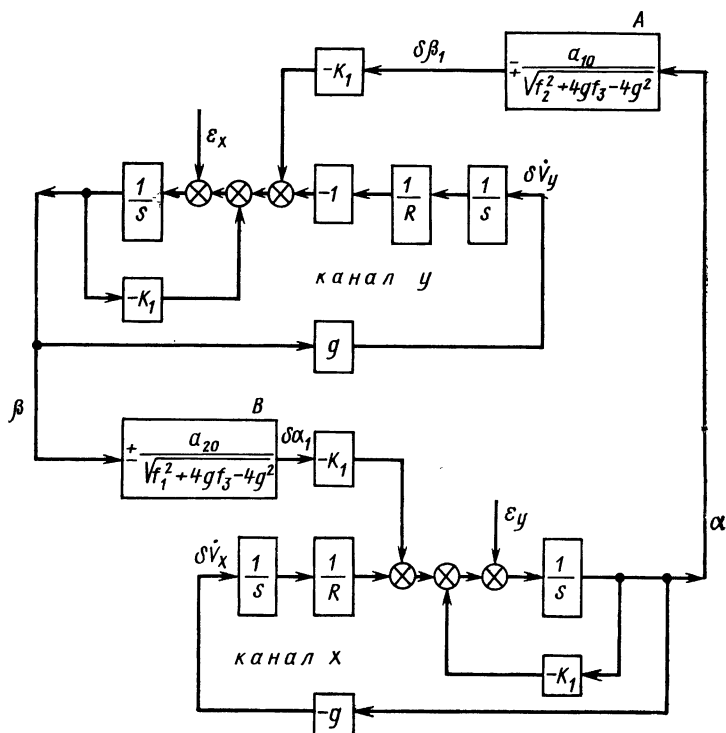 A
-K₁
δβ₁
∓ a₁₀ / √f₂² + 4gf₃ - 4g²
εₓ
1/s
-1
1/R
1/s
δV̇y
-K₁
канал y
g
β
B
± a₂₀ / √f₁² + 4gf₃ - 4g²
δα₁
-K₁
εy
α
δV̇x
1/s
1/R
1/s
канал x
-K₁
-g